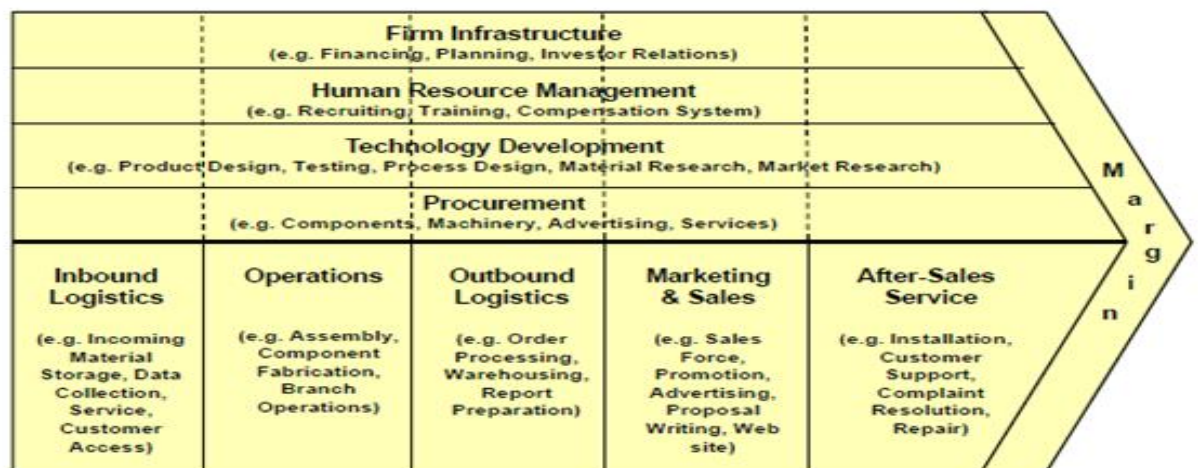 Firm Infrastructure
(e.g. Financing, Planning, Investor Relations)
Human Resource Management
(e.g. Recruiting, Training, Compensation System)
Technology Development
(e.g. Product Design, Testing, Process Design, Material Research, Market Research)
Procurement
(e.g. Components, Machinery, Advertising, Services)
Inbound
Logistics
(e.g. Incoming
Material
Storage, Data
Collection,
Service,
Customer
Access)
Operations
(e.g. Assembly,
Component
Fabrication,
Branch
Operations)
Outbound
Logistics
(e.g. Order
Processing,
Warehousing,
Report
Preparation)
Marketing
& Sales
(e.g. Sales
Force,
Promotion,
Advertising,
Proposal
Writing, Web
site)
After-Sales
Service
(e.g. Installation,
Customer
Support,
Complaint
Resolution,
Repair)
Margin